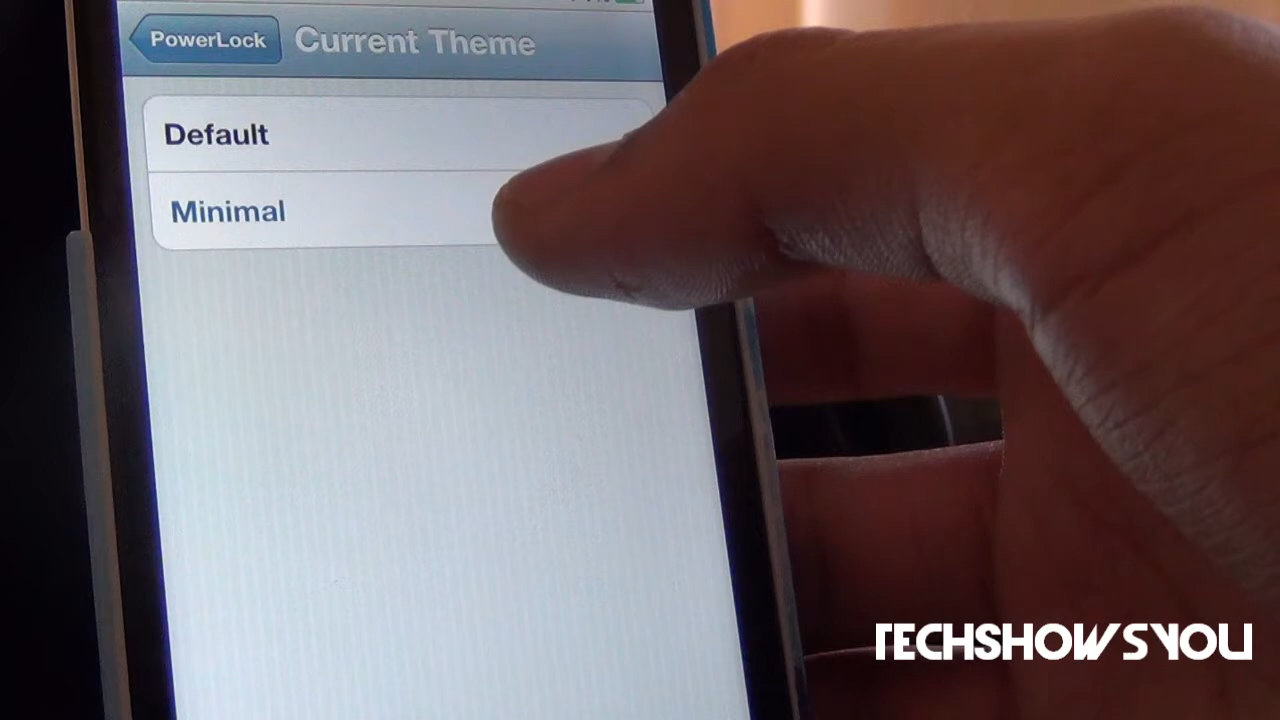 PowerLock
Current Theme
Default
Minimal
TECHSHOWSYOU